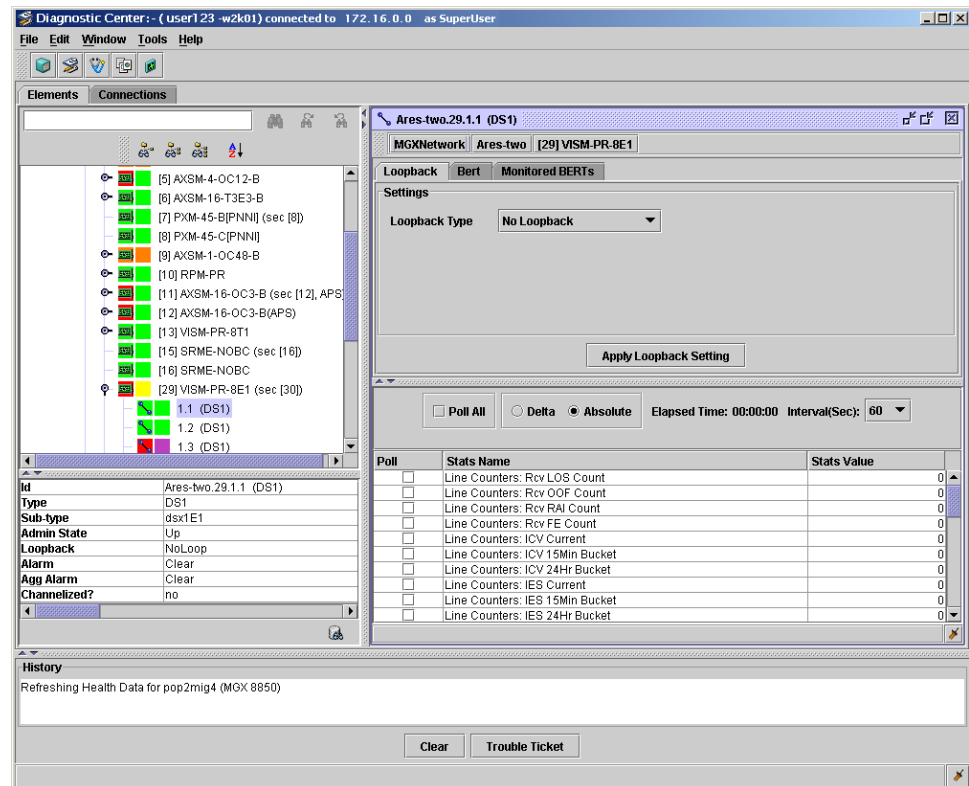 Diagnostic Center:- ( user123 -w2k01) connected to 172.16.0.0 as SuperUser
File Edit Window Tools Help
Elements Connections
[5] AXSM-4-OC12-B
[6] AXSM-16-T3E3-B
[7] PXM-45-B[PNNI] (sec [8])
[8] PXM-45-C[PNNI]
[9] AXSM-1-OC48-B
[10] RPM-PR
[11] AXSM-16-OC3-B (sec [12], APS)
[12] AXSM-16-OC3-B(APS)
[13] VISM-PR-8T1
[15] SRME-NOBC (sec [16])
[16] SRME-NOBC
[29] VISM-PR-8E1 (sec [30])
1.1 (DS1)
1.2 (DS1)
1.3 (DS1)
Id Ares-two.29.1.1 (DS1)
Type DS1
Sub-type dsx1E1
Admin State Up
Loopback NoLoop
Alarm Clear
Agg Alarm Clear
Channelized? no
Ares-two.29.1.1 (DS1)
MGXNetwork Ares-two [29] VISM-PR-8E1
Loopback Bert Monitored BERTs
Settings
Loopback Type No Loopback
Apply Loopback Setting
Poll All Delta Absolute Elapsed Time: 00:00:00 Interval(Sec): 60
Poll Stats Name Stats Value
Line Counters: Rcv LOS Count 0
Line Counters: Rcv OOF Count 0
Line Counters: Rcv RAI Count 0
Line Counters: Rcv FE Count 0
Line Counters: ICV Current 0
Line Counters: ICV 15Min Bucket 0
Line Counters: ICV 24Hr Bucket 0
Line Counters: IES Current 0
Line Counters: IES 15Min Bucket 0
Line Counters: IES 24Hr Bucket 0
History
Refreshing Health Data for pop2mig4 (MGX 8850)
Clear Trouble Ticket